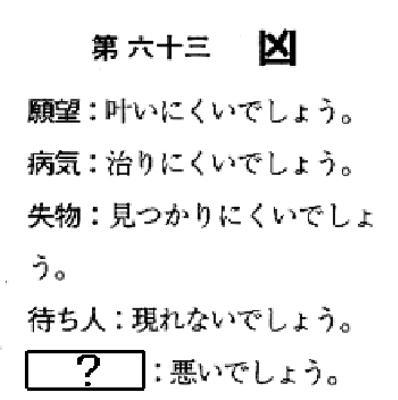 第六十三 凶
願望：叶いにくいでしょう。
病気：治りにくいでしょう。
失物：見つかりにくいでしょ
う。
待ち人：現れないでしょう。
？：悪いでしょう。